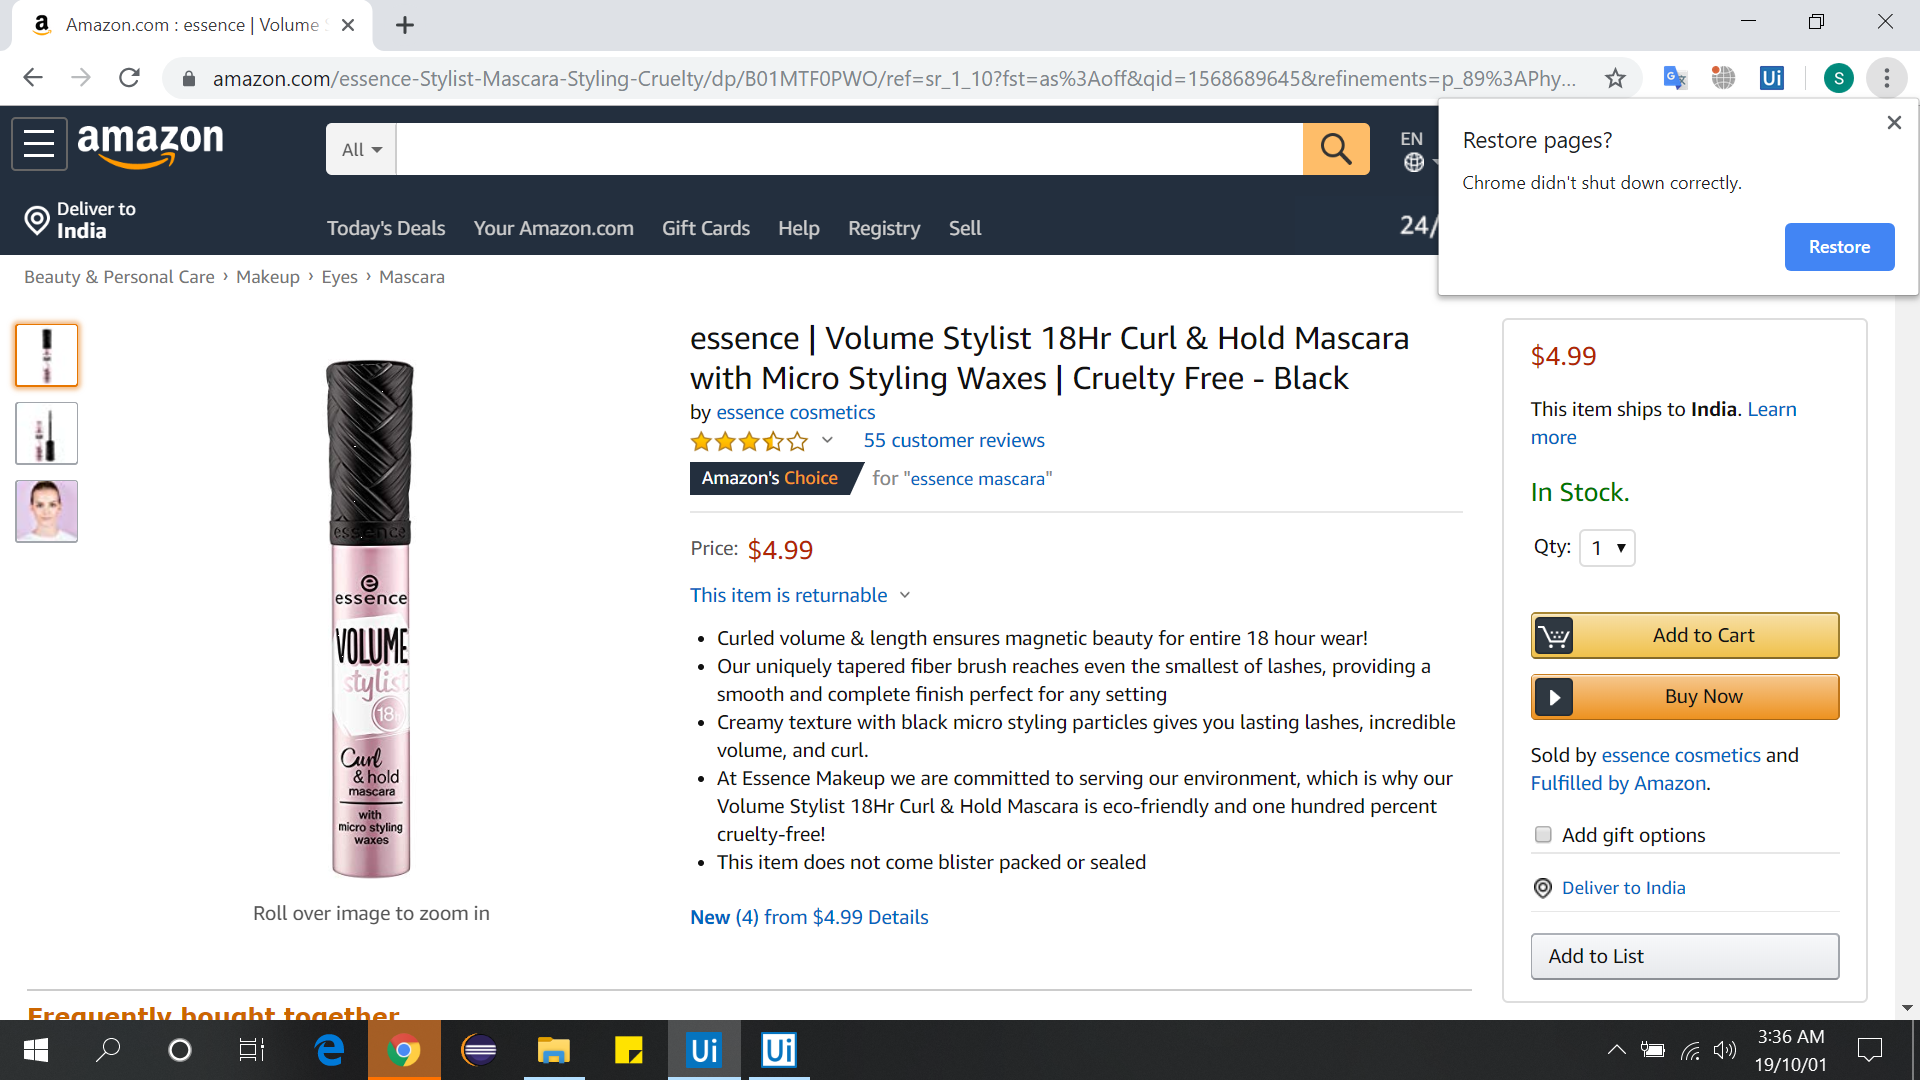 Amazon.com : essence | Volume S
amazon.com/essence-Stylist-Mascara-Styling-Cruelty/dp/B01MTF0PWO/ref=sr_1_10?fst=as%3Aoff&qid=1568689645&refinements=p_89%3APhy...
Ui
S
Restore pages?
Chrome didn't shut down correctly.
Restore
amazon
All
EN
Deliver to
India
Today's Deals
Your Amazon.com
Gift Cards
Help
Registry
Sell
24/
Beauty & Personal Care › Makeup › Eyes › Mascara
essence | Volume Stylist 18Hr Curl & Hold Mascara
with Micro Styling Waxes | Cruelty Free - Black
by essence cosmetics
55 customer reviews
Amazon's Choice for "essence mascara"
Price: $4.99
This item is returnable
• Curled volume & length ensures magnetic beauty for entire 18 hour wear!
• Our uniquely tapered fiber brush reaches even the smallest of lashes, providing a
smooth and complete finish perfect for any setting
• Creamy texture with black micro styling particles gives you lasting lashes, incredible
volume, and curl.
• At Essence Makeup we are committed to serving our environment, which is why our
Volume Stylist 18Hr Curl & Hold Mascara is eco-friendly and one hundred percent
cruelty-free!
• This item does not come blister packed or sealed
New (4) from $4.99 Details
essence
essence
VOLUME
stylist
18H
Curl
& hold
mascara
with
micro styling
waxes
Roll over image to zoom in
$4.99
This item ships to India. Learn
more
In Stock.
Qty: 1
Add to Cart
Buy Now
Sold by essence cosmetics and
Fulfilled by Amazon.
Add gift options
Deliver to India
Add to List
Frequently bought together
Ui
Ui
3:36 AM
19/10/01